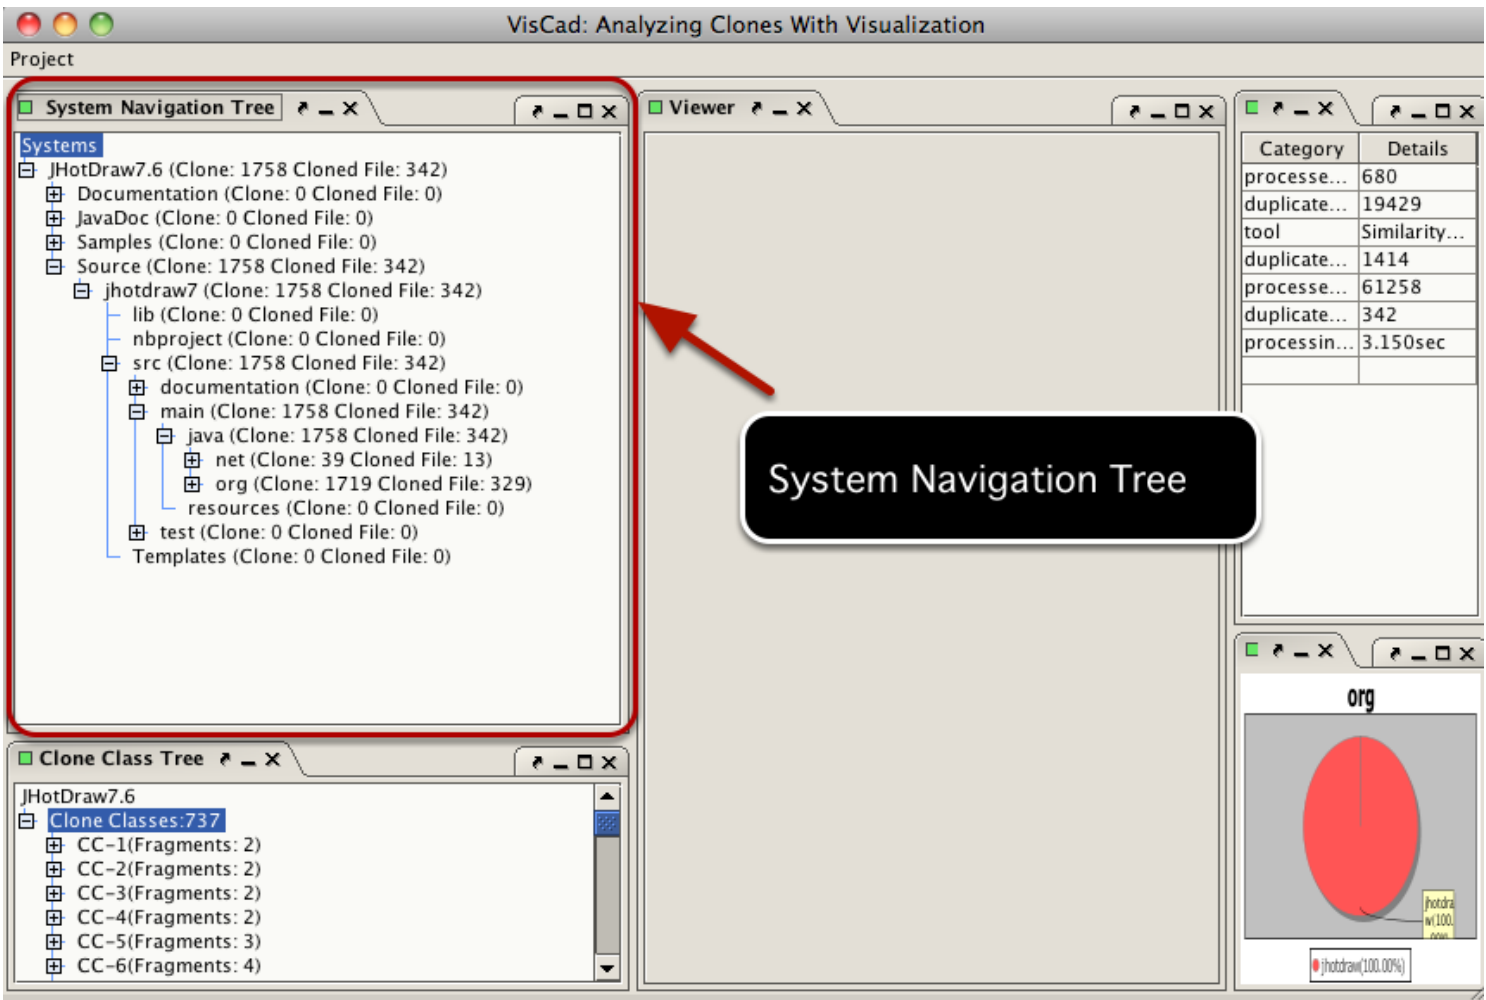 VisCad: Analyzing Clones With Visualization
Project
System Navigation Tree
Systems
JHotDraw7.6 (Clone: 1758 Cloned File: 342)
Documentation (Clone: 0 Cloned File: 0)
JavaDoc (Clone: 0 Cloned File: 0)
Samples (Clone: 0 Cloned File: 0)
Source (Clone: 1758 Cloned File: 342)
jhotdraw7 (Clone: 1758 Cloned File: 342)
lib (Clone: 0 Cloned File: 0)
nbproject (Clone: 0 Cloned File: 0)
src (Clone: 1758 Cloned File: 342)
documentation (Clone: 0 Cloned File: 0)
main (Clone: 1758 Cloned File: 342)
java (Clone: 1758 Cloned File: 342)
net (Clone: 39 Cloned File: 13)
org (Clone: 1719 Cloned File: 329)
resources (Clone: 0 Cloned File: 0)
test (Clone: 0 Cloned File: 0)
Templates (Clone: 0 Cloned File: 0)
Clone Class Tree
JHotDraw7.6
Clone Classes:737
CC-1(Fragments: 2)
CC-2(Fragments: 2)
CC-3(Fragments: 2)
CC-4(Fragments: 2)
CC-5(Fragments: 3)
CC-6(Fragments: 4)
Viewer
System Navigation Tree
Category Details
processe... 680
duplicate... 19429
tool Similarity...
duplicate... 1414
processe... 61258
duplicate... 342
processin... 3.150sec
org
jhotdra
w(100.
jhotdraw(100.00%)